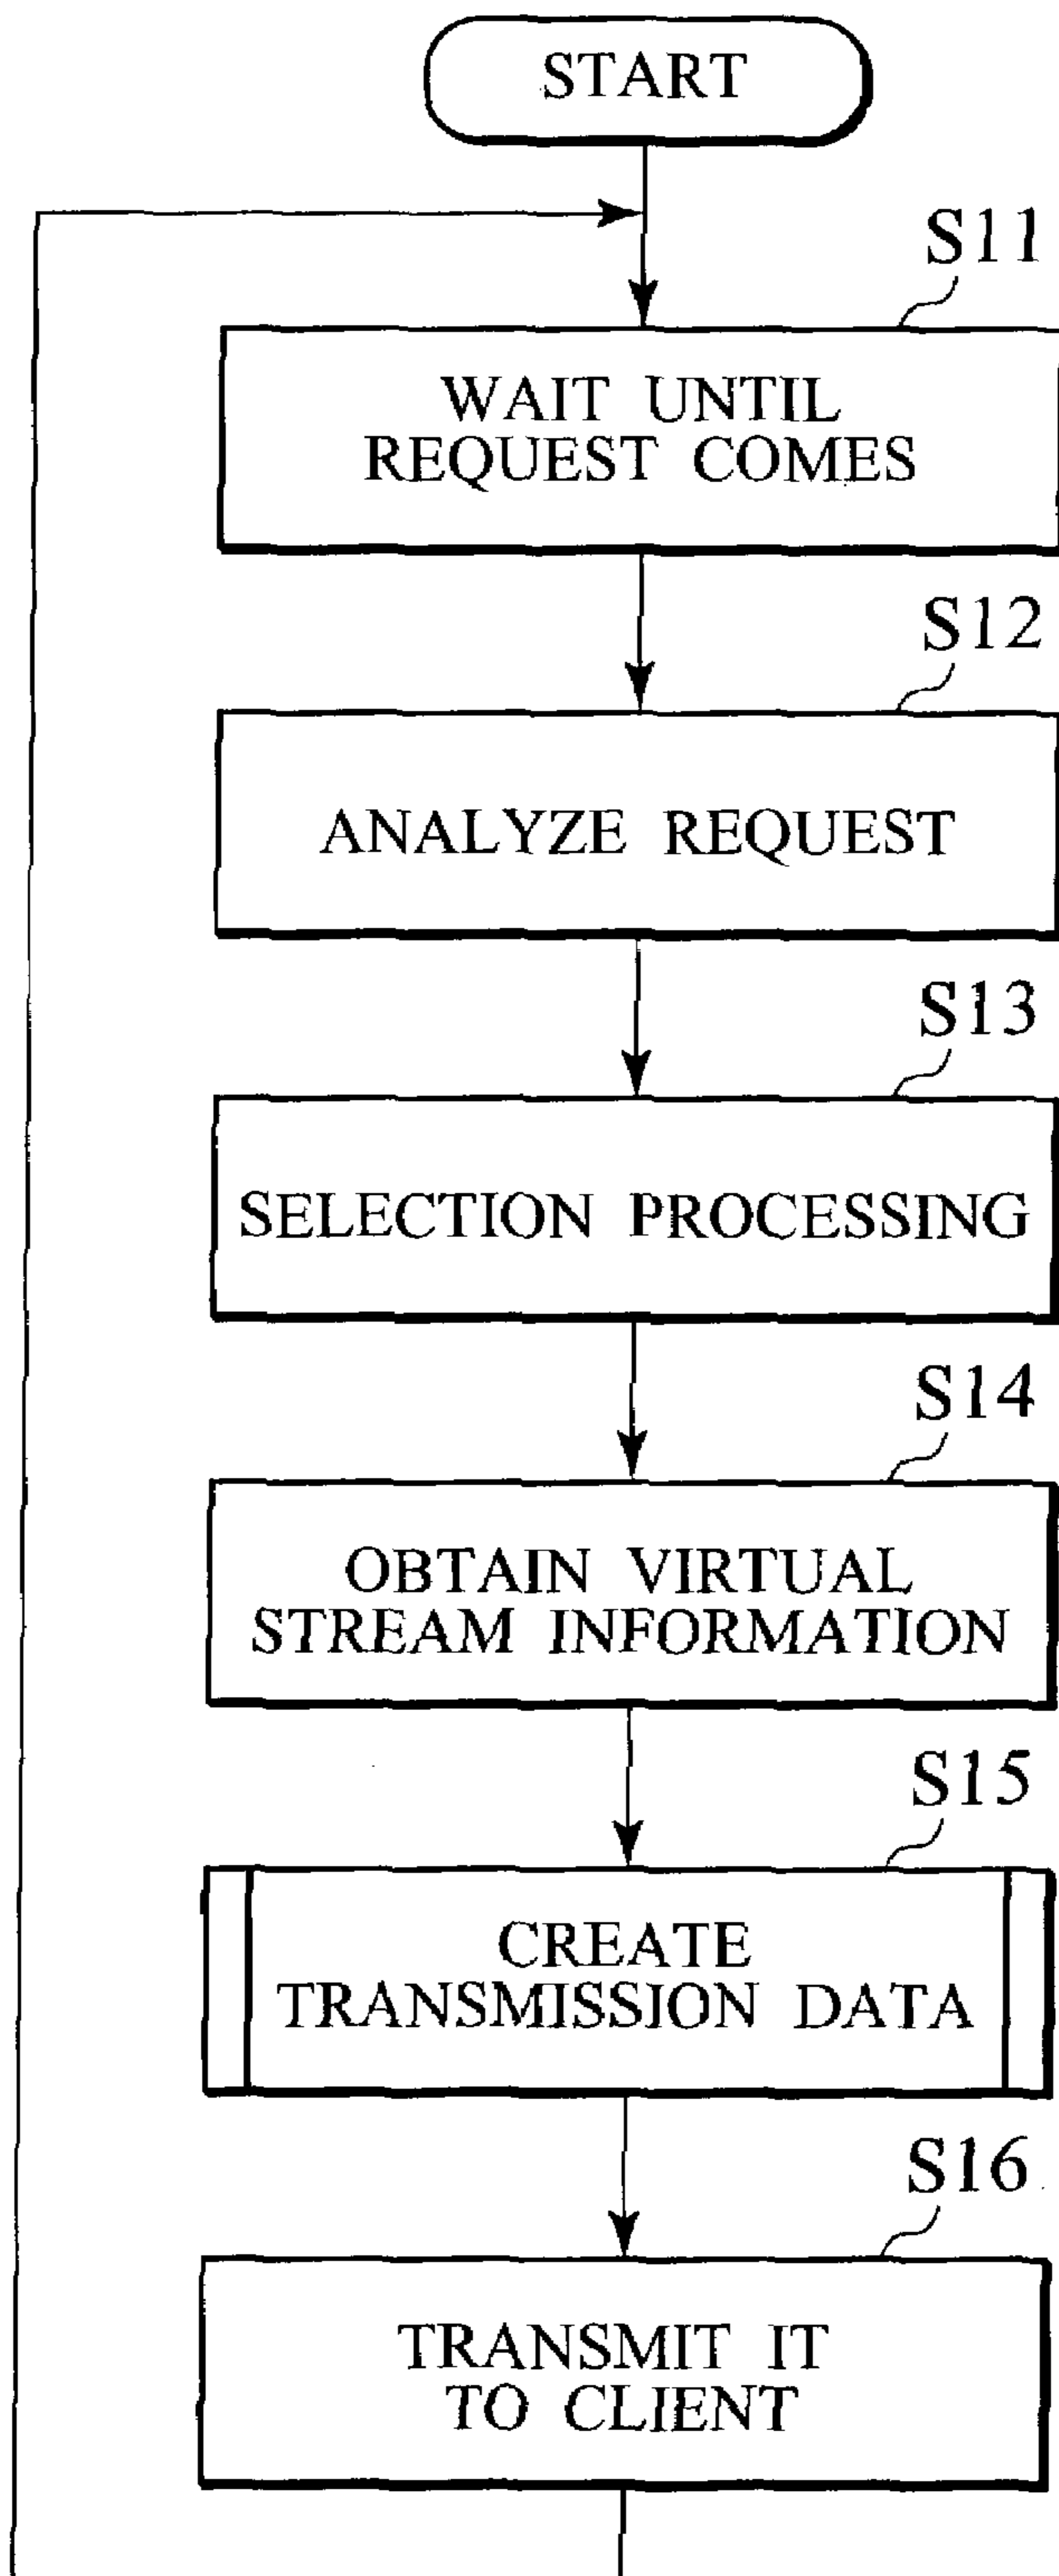 START
S11
WAIT UNTIL
REQUEST COMES
S12
ANALYZE REQUEST
S13
SELECTION PROCESSING
S14
OBTAIN VIRTUAL
STREAM INFORMATION
S15
CREATE
TRANSMISSION DATA
S16
TRANSMIT IT
TO CLIENT